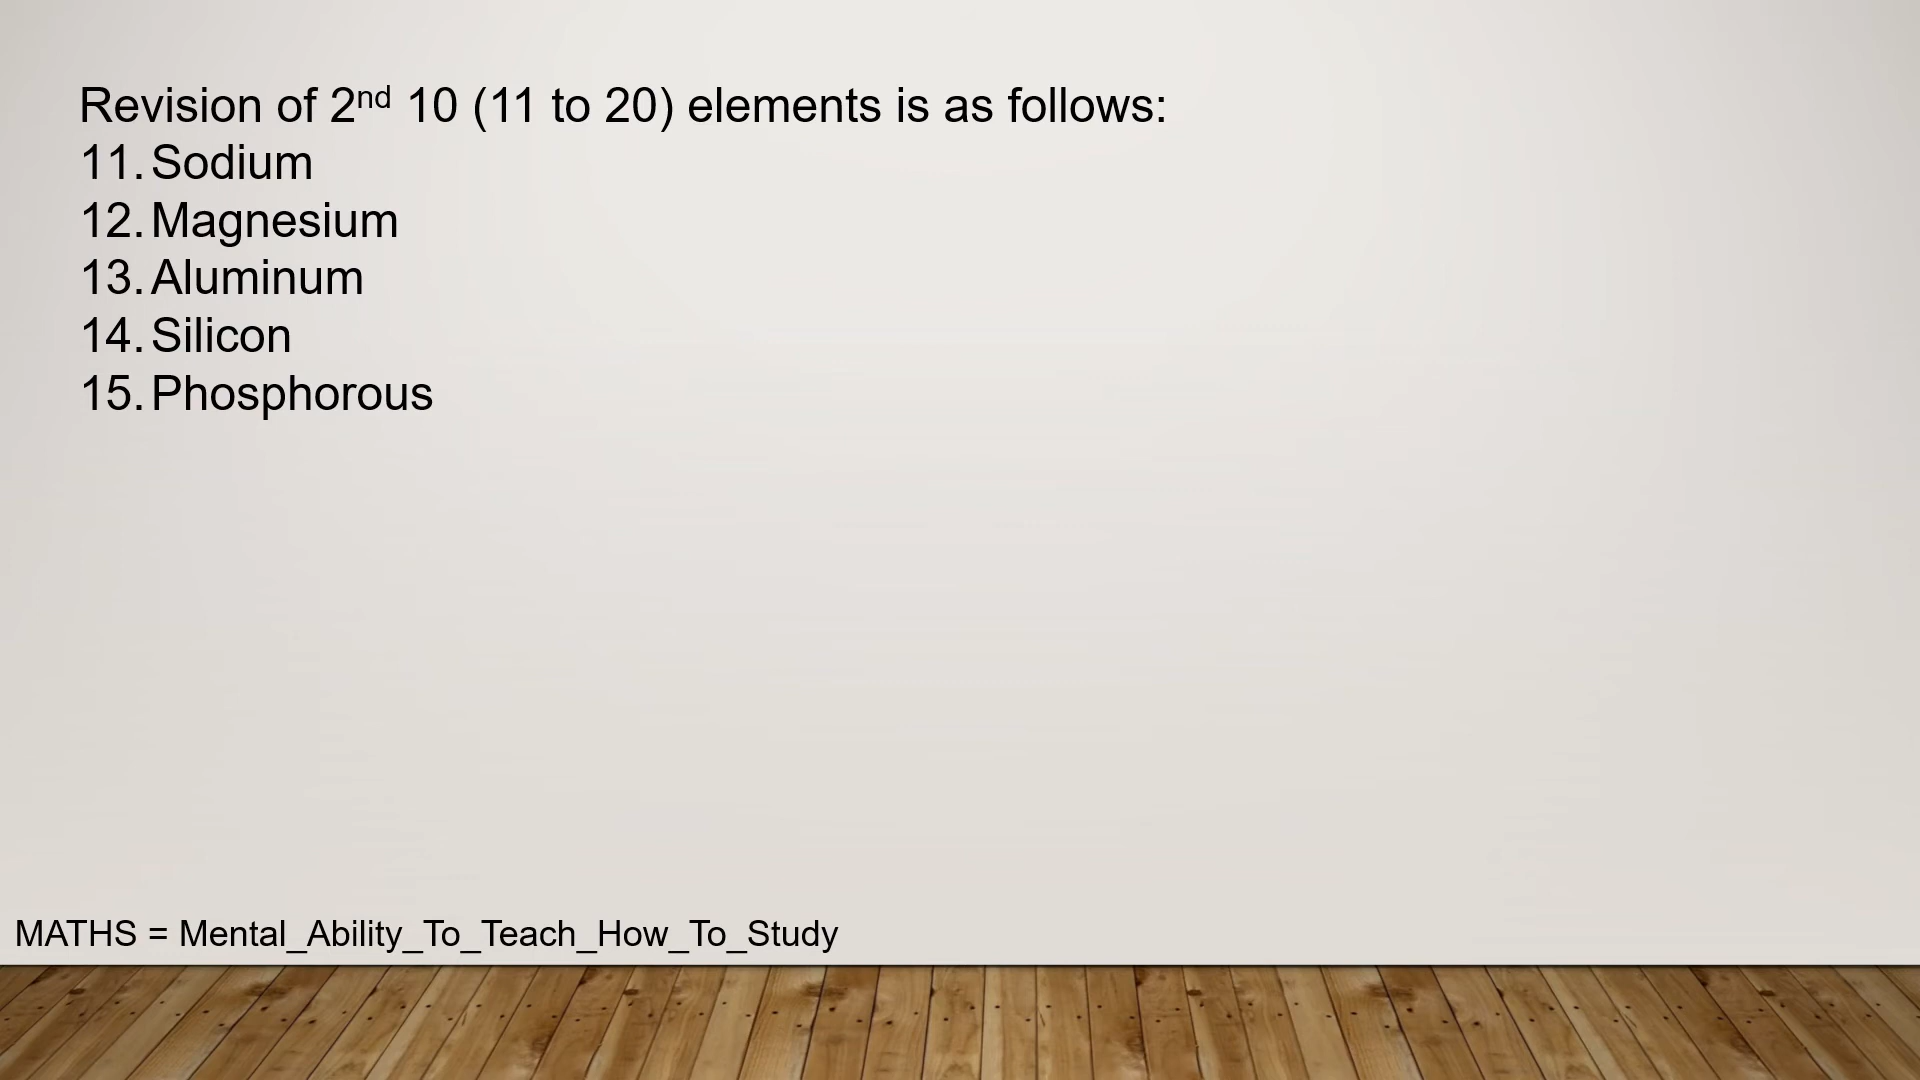 Revision of 2nd 10 (11 to 20) elements is as follows:
11. Sodium
12. Magnesium
13. Aluminum
14. Silicon
15. Phosphorous
MATHS = Mental_Ability_To_Teach_How_To_Study